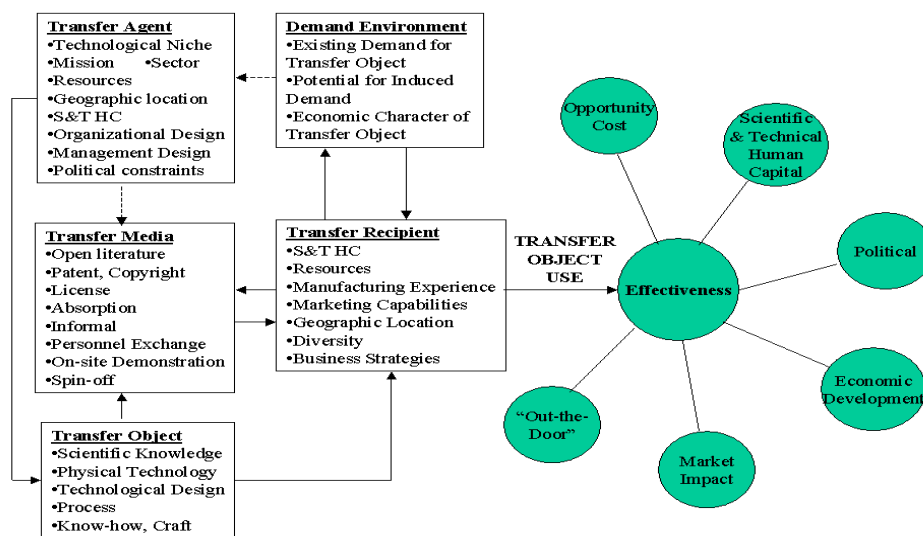 Transfer Agent
•Technological Niche
•Mission •Sector
•Resources
•Geographic location
•S&T HC
•Organizational Design
•Management Design
•Political constraints
Demand Environment
•Existing Demand for
Transfer Object
•Potential for Induced
Demand
•Economic Character of
Transfer Object
Transfer Media
•Open literature
•Patent, Copyright
•License
•Absorption
•Informal
•Personnel Exchange
•On-site Demonstration
•Spin-off
Transfer Recipient
•S&T HC
•Resources
•Manufacturing Experience
•Marketing Capabilities
•Geographic Location
•Diversity
•Business Strategies
Transfer Object
•Scientific Knowledge
•Physical Technology
•Technological Design
•Process
•Know-how, Craft
TRANSFER
OBJECT
USE
Effectiveness
Opportunity
Cost
Scientific
& Technical
Human
Capital
Political
Economic
Development
Market
Impact
“Out-the-
Door”